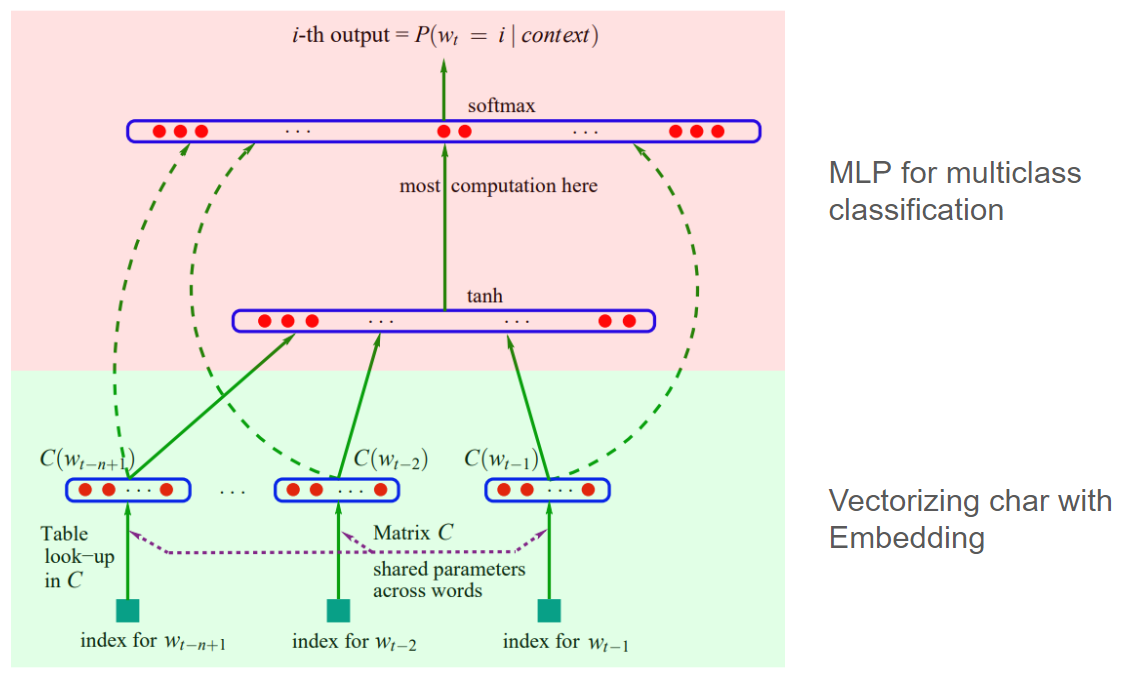 i-th output = P(w_t = i | context)
softmax
· · ·
· · ·
most computation here
MLP for multiclass
classification
tanh
· · ·
· · ·
C(w_{t−n+1})
C(w_{t−2})
C(w_{t−1})
· · ·
· · ·
· · ·
· · ·
Vectorizing char with
Embedding
Table
look−up
in C
Matrix C
shared parameters
across words
index for w_{t−n+1}
index for w_{t−2}
index for w_{t−1}